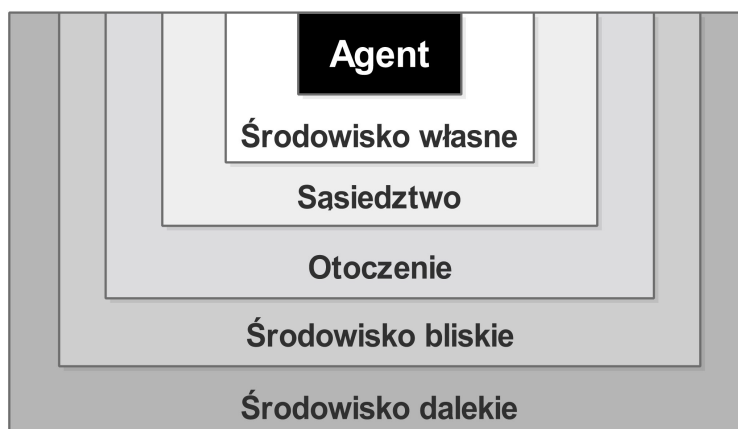 Agent
Środowisko własne
Sąsiedztwo
Otoczenie
Środowisko bliskie
Środowisko dalekie